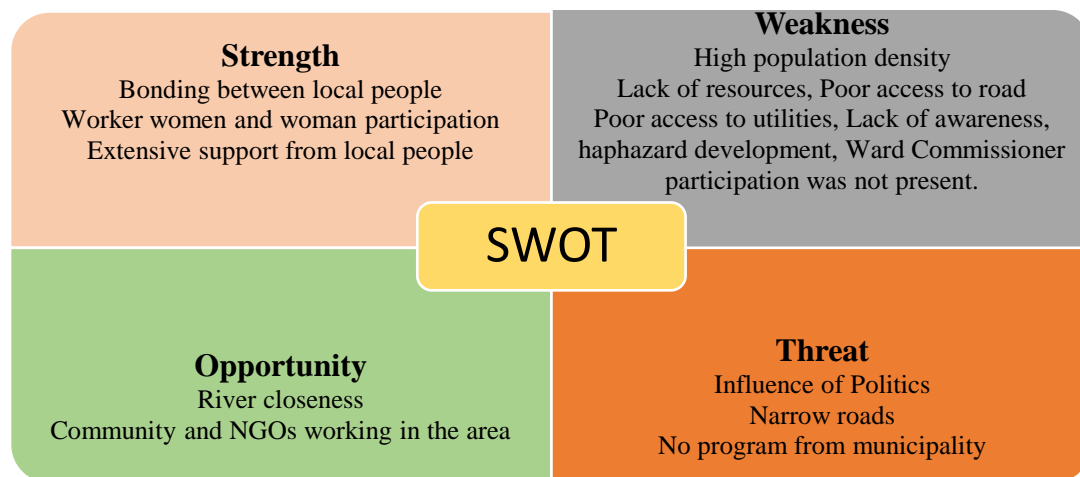 Strength
Bonding between local people
Worker women and woman participation
Extensive support from local people
Weakness
High population density
Lack of resources, Poor access to road
Poor access to utilities, Lack of awareness,
haphazard development, Ward Commissioner
participation was not present.
SWOT
Opportunity
River closeness
Community and NGOs working in the area
Threat
Influence of Politics
Narrow roads
No program from municipality